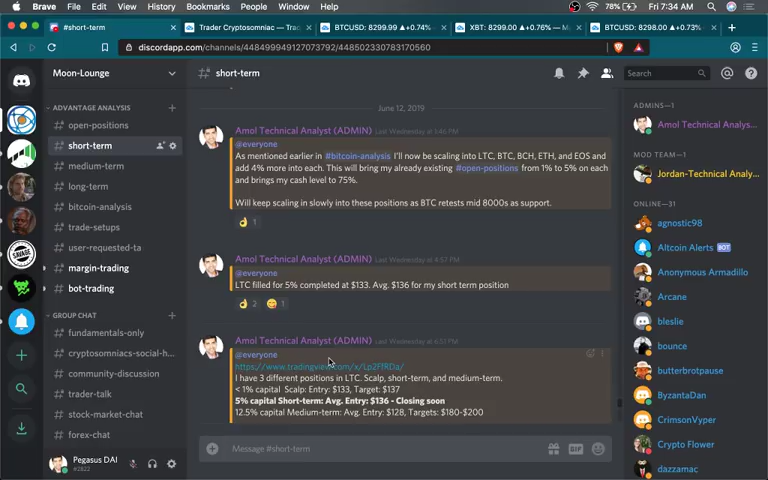 Brave File Edit View History Bookmarks People Window Help 78% Fri 7:34 AM
#short-term
Trader Cryptosomniac —
BTCUSD: 8299.99 ▲+0.74%
XBT: 8299.00 ▲+0.76% — M
BTCUSD: 8298.00 ▲+0.73%
discordapp.com/channels/448499949127073792/448502330783170560
Moon-Lounge
# short-term
Search
ADVANTAGE ANALYSIS
# open-positions
# short-term
# medium-term
# long-term
# bitcoin-analysis
# trade-setups
# user-requested-ta
# margin-trading
# bot-trading
GROUP CHAT
# fundamentals-only
# cryptosomniacs-social-h...
# community-discussion
# trader-talk
# stock-market-chat
# forex-chat
Pegasus DAI
#2822
SAVAGE
June 12, 2019
Amol Technical Analyst (ADMIN) Last Wednesday at 3:46 PM
@everyone
As mentioned earlier in #bitcoin-analysis I'll now be scaling into LTC, BTC, BCH, ETH, and EOS and
add 4% more into each. This will bring my already existing #open-positions from 1% to 5% on each
and brings my cash level to 75%.
Will keep scaling in slowly into these positions as BTC retests mid 8000s as support.
1
Amol Technical Analyst (ADMIN) Last Wednesday at 4:57 PM
@everyone
LTC filled for 5% completed at $133. Avg. $136 for my short term position
2 1
Amol Technical Analyst (ADMIN) Last Wednesday at 6:51 PM
@everyone
https://www.tradingview.com/x/Lp2FfRDa/
I have 3 different positions in LTC. Scalp, short-term, and medium-term.
< 1% capital Scalp: Entry: $133, Target: $137
5% capital Short-term: Avg. Entry: $136 - Closing soon
12.5% capital Medium-term: Avg. Entry: $128, Targets: $180-$200
Message #short-term
GIF
ADMINS—1
Amol Technical Analys...
MOD TEAM—1
Jordan-Technical Analy...
ONLINE—31
agnostic98
Altcoin Alerts BOT
Anonymous Armadillo
Arcane
bleslie
bounce
butterbrotpause
ByzantaDan
CrimsonVyper
Crypto Flower
dazzamac